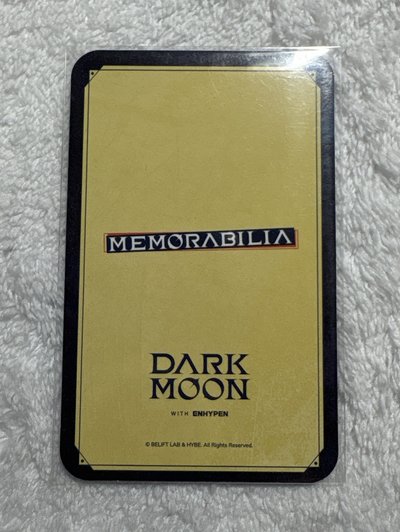 MEMORABILIA
DARK
MOON
WITH ENHYPEN
© BELIFT LAB & HYBE. All Rights Reserved.